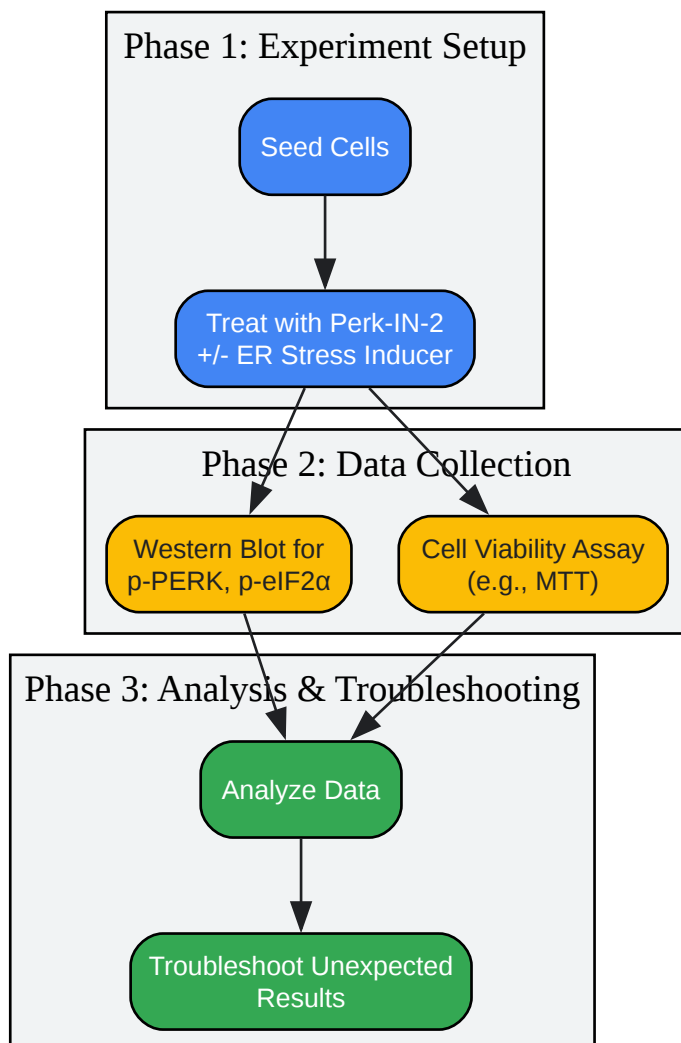 Phase 1: Experiment Setup
Seed Cells
Treat with Perk-IN-2
+/- ER Stress Inducer
Phase 2: Data Collection
Western Blot for
p-PERK, p-eIF2α
Cell Viability Assay
(e.g., MTT)
Phase 3: Analysis & Troubleshooting
Analyze Data
Troubleshoot Unexpected
Results